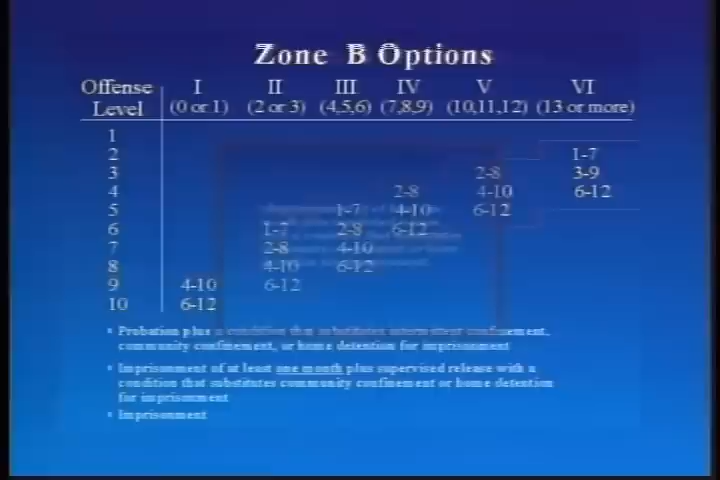 Zone B Options
Offense I II III IV V VI
Level (0 or 1) (2 or 3) (4,5,6) (7,8,9) (10,11,12) (13 or more)
1
2 1-7
3 2-8 3-9
4 2-8 4-10 6-12
5 1-7 4-10 6-12
6 1-7 2-8 6-12
7 2-8 4-10
8 4-10 6-12
9 4-10 6-12
10 6-12
• Probation plus a condition that substitutes intermittent confinement,
community confinement, or home detention for imprisonment
• Imprisonment of at least one month plus supervised release with a
condition that substitutes community confinement or home detention
for imprisonment
• Imprisonment